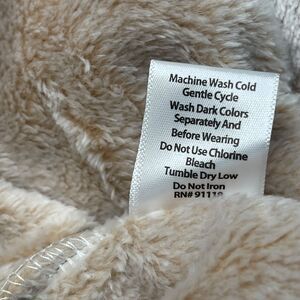 Machine Wash Cold
Gentle Cycle
Wash Dark Colors
Separately And
Before Wearing
Do Not Use Chlorine
Bleach
Tumble Dry Low
Do Not Iron
RN#